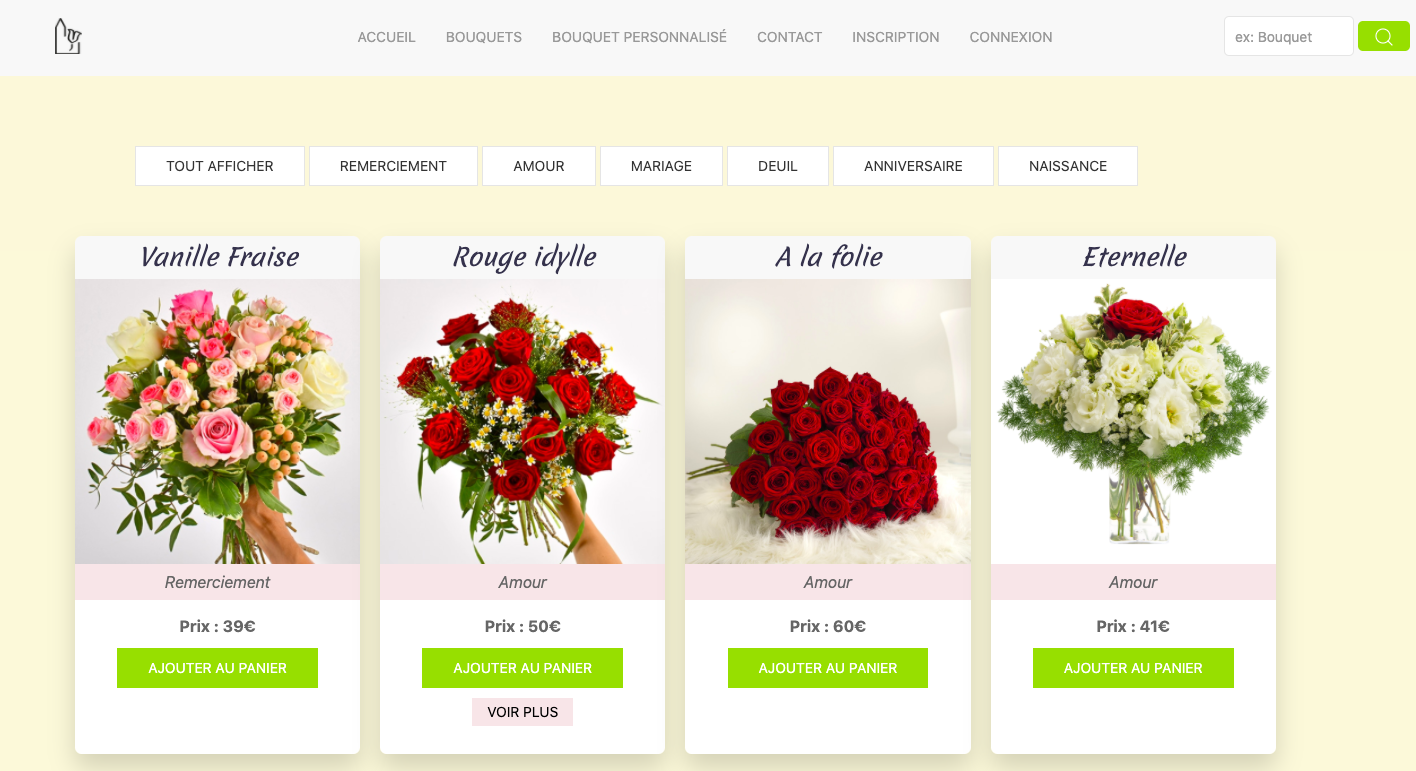 ACCUEIL BOUQUETS BOUQUET PERSONNALISÉ CONTACT INSCRIPTION CONNEXION ex: Bouquet
TOUT AFFICHER REMERCIEMENT AMOUR MARIAGE DEUIL ANNIVERSAIRE NAISSANCE
Vanille Fraise Rouge idylle A la folie Eternelle
Remerciement Amour Amour Amour
Prix : 39€ Prix : 50€ Prix : 60€ Prix : 41€
AJOUTER AU PANIER AJOUTER AU PANIER AJOUTER AU PANIER AJOUTER AU PANIER
VOIR PLUS